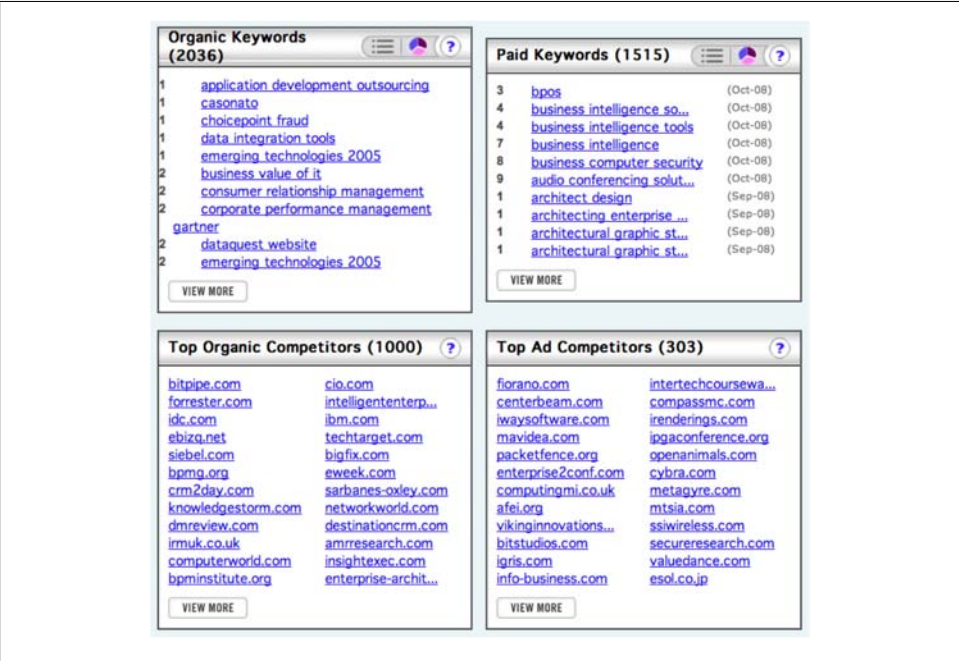 Organic Keywords
(2036)
?
1 application development outsourcing
1 casonato
1 choicepoint fraud
1 data integration tools
1 emerging technologies 2005
2 business value of it
2 consumer relationship management
2 corporate performance management
gartner
2 dataquest website
2 emerging technologies 2005
VIEW MORE
Paid Keywords (1515)
?
3 bpos (Oct-08)
4 business intelligence so... (Oct-08)
4 business intelligence tools (Oct-08)
7 business intelligence (Oct-08)
8 business computer security (Oct-08)
9 audio conferencing solut... (Oct-08)
1 architect design (Sep-08)
1 architecting enterprise ... (Sep-08)
1 architectural graphic st... (Sep-08)
1 architectural graphic st... (Sep-08)
VIEW MORE
Top Organic Competitors (1000) ?
bitpipe.com cio.com
forrester.com intelligententerp...
idc.com ibm.com
ebizq.net techtarget.com
siebel.com bigfix.com
bpmg.org eweek.com
crm2day.com sarbanes-oxley.com
knowledgestorm.com networkworld.com
dmreview.com destinationcrm.com
irmuk.co.uk amrresearch.com
computerworld.com insightexec.com
bpminstitute.org enterprise-archit...
VIEW MORE
Top Ad Competitors (303) ?
fiorano.com intertechcoursewa...
centerbeam.com compassmc.com
iwaysoftware.com irenderings.com
mavidea.com ipgaconference.org
packetfence.org openanimals.com
enterprise2conf.com cybra.com
computingmi.co.uk metagyre.com
afei.org mtsia.com
vikinginnovations... ssiwireless.com
bitstudios.com secureresearch.com
igris.com valuedance.com
info-business.com esol.co.jp
VIEW MORE